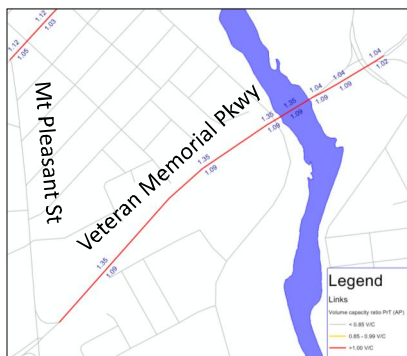 1.12
1.03
1.12
1.05
Mt Pleasant St
Veteran Memorial Pkwy
1.04
1.02
1.04
1.04
1.09
1.09
1.35
1.09
1.35
1.09
1.35
1.09
1.35
1.09
Legend
Links
Volume capacity ratio PrT (AP)
< 0.85 V/C
0.85 - 0.99 V/C
>1.00 V/C